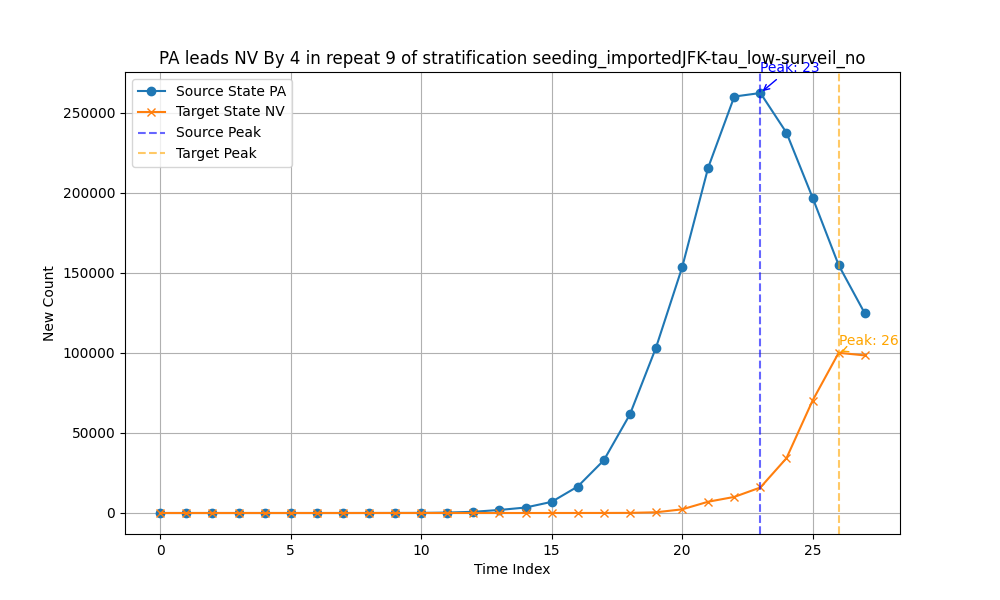 PA leads NV By 4 in repeat 9 of stratification seeding_importedJFK-tau_low-surveil_no
Peak: 23
Source State PA
Target State NV
Source Peak
Target Peak
250000
200000
150000
100000
50000
0
New Count
Peak: 26
0 5 10 15 20 25
Time Index